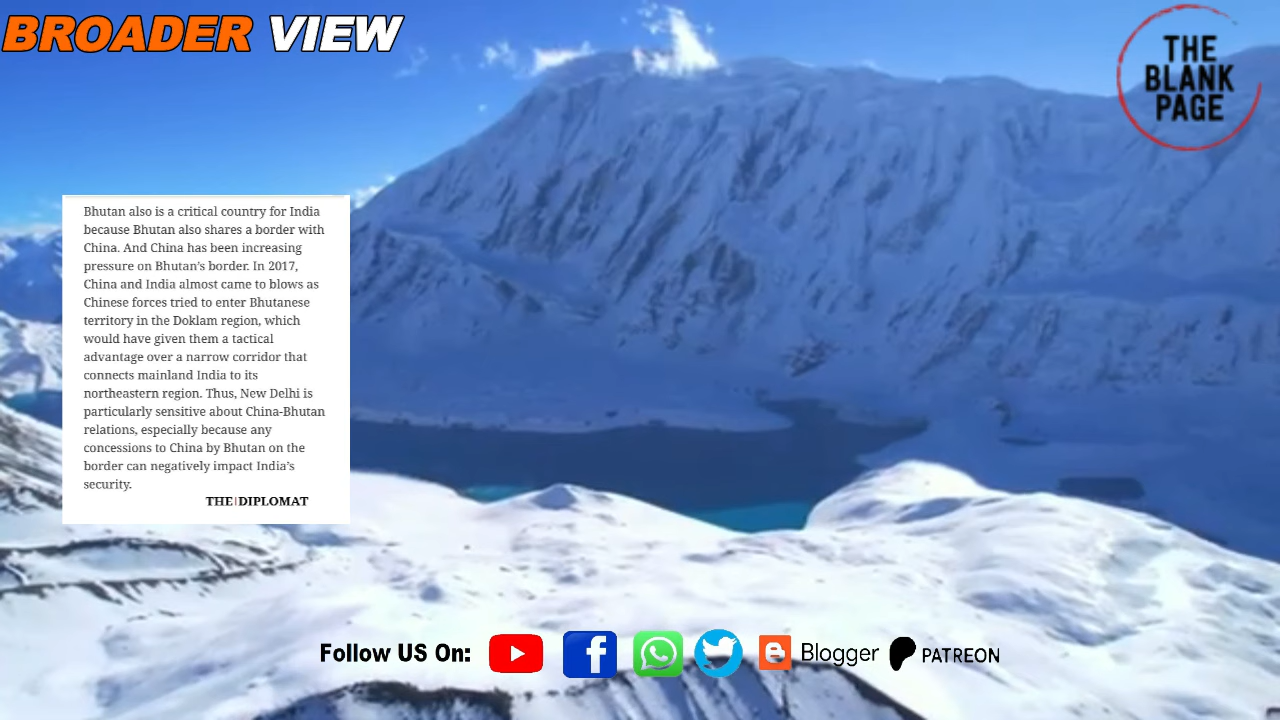 BROADER VIEW
THE
BLANK
PAGE
Bhutan also is a critical country for India
because Bhutan also shares a border with
China. And China has been increasing
pressure on Bhutan's border. In 2017,
China and India almost came to blows as
Chinese forces tried to enter Bhutanese
territory in the Doklam region, which
would have given them a tactical
advantage over a narrow corridor that
connects mainland India to its
northeastern region. Thus, New Delhi is
particularly sensitive about China-Bhutan
relations, especially because any
concessions to China by Bhutan on the
border can negatively impact India's
security.
THE|DIPLOMAT
Follow US On: Blogger PATREON